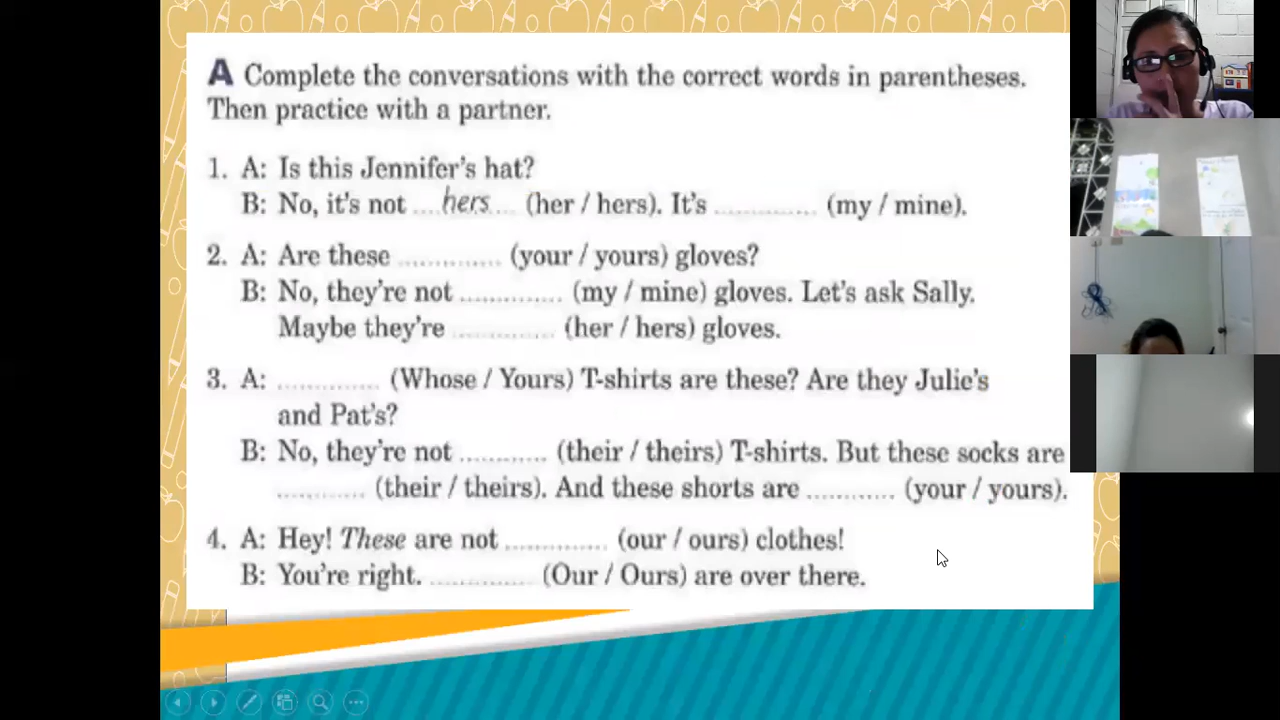 A Complete the conversations with the correct words in parentheses.
Then practice with a partner.
1. A: Is this Jennifer's hat?
B: No, it's not ....hers.... (her / hers). It's .............. (my / mine).
2. A: Are these .............. (your / yours) gloves?
B: No, they're not .............. (my / mine) gloves. Let's ask Sally.
Maybe they're .............. (her / hers) gloves.
3. A: .............. (Whose / Yours) T-shirts are these? Are they Julie's
and Pat's?
B: No, they're not ............ (their / theirs) T-shirts. But these socks are
............ (their / theirs). And these shorts are ............ (your / yours).
4. A: Hey! These are not .............. (our / ours) clothes!
B: You're right. .............. (Our / Ours) are over there.